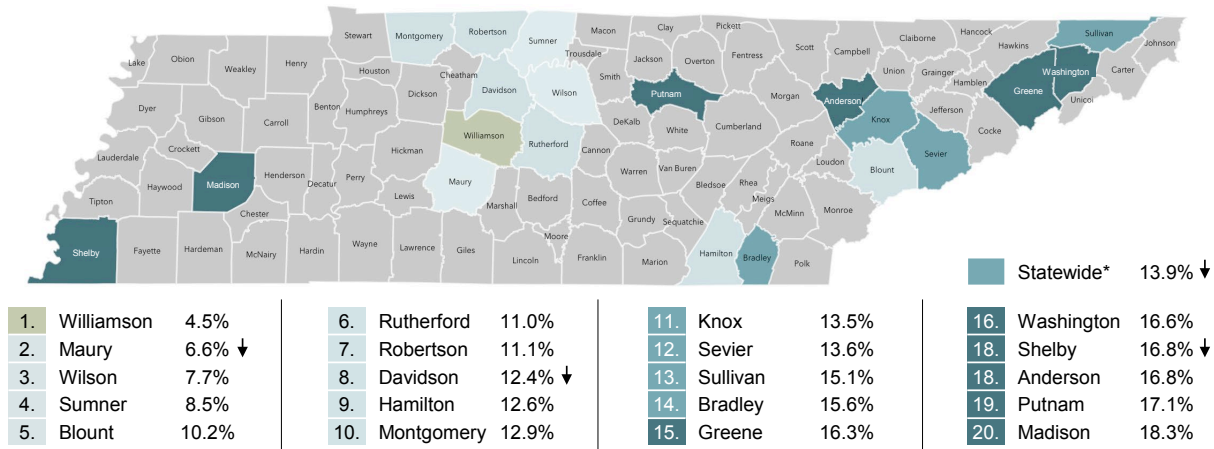 Stewart
Montgomery
Robertson
Sumner
Macon
Clay
Pickett
Scott
Campbell
Claiborne
Hancock
Hawkins
Sullivan
Johnson
Lake
Obion
Weakley
Henry
Houston
Cheatham
Trousdale
Smith
Jackson
Overton
Fentress
Union
Grainger
Hamblen
Washington
Carter
Greene
Unicoi
Dyer
Gibson
Carroll
Benton
Humphreys
Dickson
Davidson
Wilson
Putnam
Morgan
Anderson
Knox
Jefferson
Cocke
Sevier
DeKalb
White
Cumberland
Roane
Loudon
Blount
Lauderdale
Crockett
Haywood
Madison
Henderson
Decatur
Perry
Hickman
Williamson
Rutherford
Cannon
Warren
Van Buren
Bledsoe
Rhea
Meigs
McMinn
Monroe
Tipton
Chester
Lewis
Maury
Marshall
Bedford
Coffee
Grundy
Sequatchie
Shelby
Fayette
Hardeman
McNairy
Hardin
Wayne
Lawrence
Giles
Lincoln
Moore
Franklin
Marion
Hamilton
Bradley
Polk
Statewide* 13.9% ↓
1. Williamson 4.5%
2. Maury 6.6% ↓
3. Wilson 7.7%
4. Sumner 8.5%
5. Blount 10.2%
6. Rutherford 11.0%
7. Robertson 11.1%
8. Davidson 12.4% ↓
9. Hamilton 12.6%
10. Montgomery 12.9%
11. Knox 13.5%
12. Sevier 13.6%
13. Sullivan 15.1%
14. Bradley 15.6%
15. Greene 16.3%
16. Washington 16.6%
18. Shelby 16.8% ↓
18. Anderson 16.8%
19. Putnam 17.1%
20. Madison 18.3%